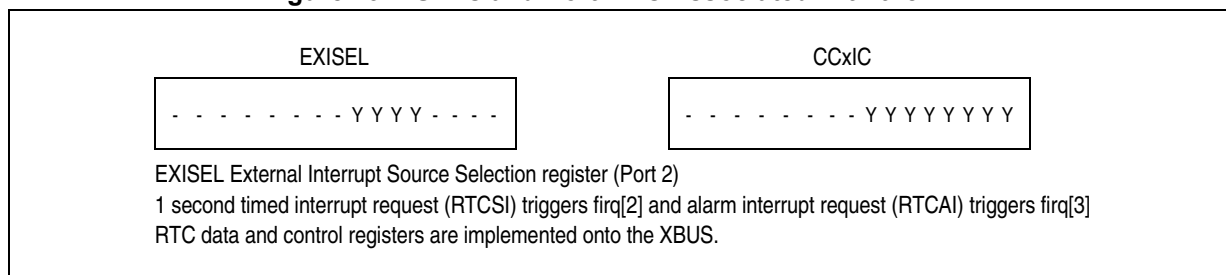 EXISEL CCxIC
- - - - - - - - Y Y Y Y - - - - - - - - - - - - Y Y Y Y Y Y Y Y
EXISEL External Interrupt Source Selection register (Port 2)
1 second timed interrupt request (RTCSI) triggers firq[2] and alarm interrupt request (RTCAI) triggers firq[3]
RTC data and control registers are implemented onto the XBUS.